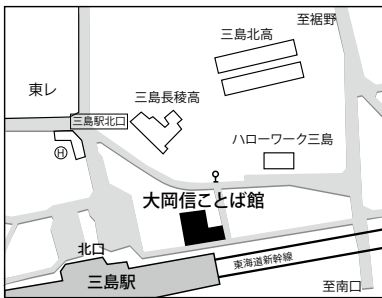 至裾野
三島北高
東レ
三島長稜高
三島駅北口
ハローワーク三島
H
大岡信ことば館
北口
東海道新幹線
三島駅
至南口